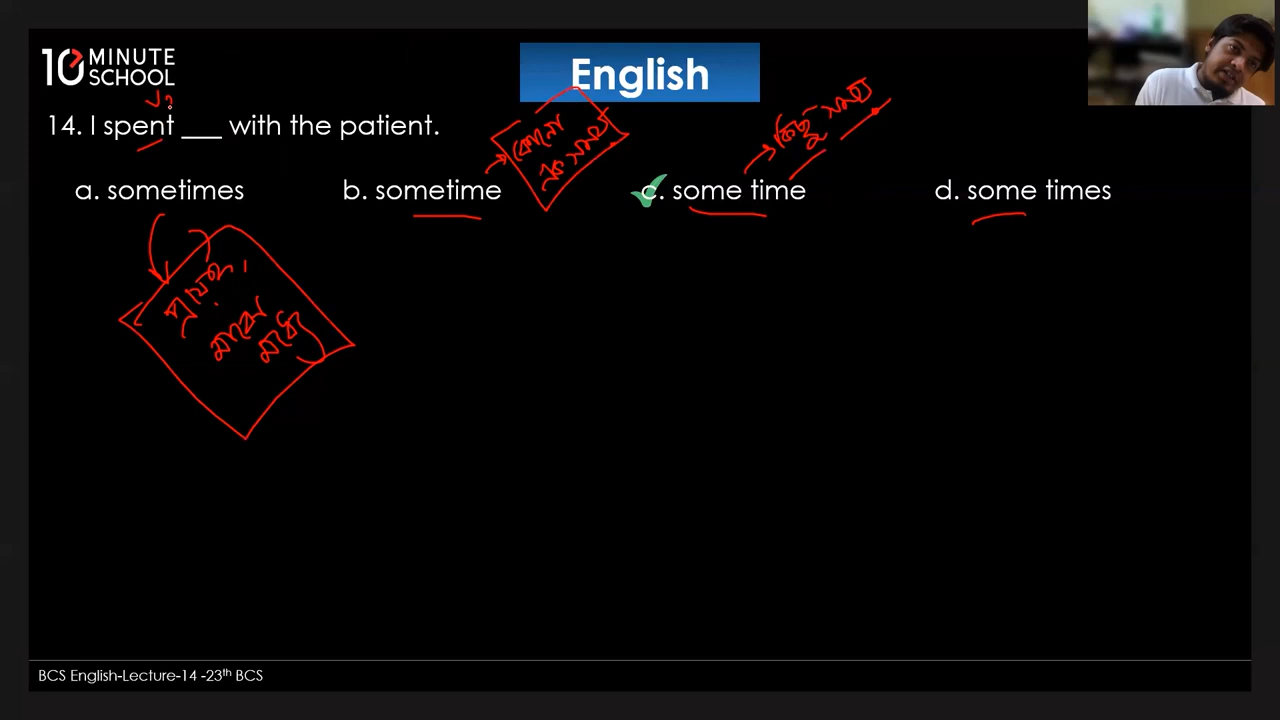 10 MINUTE SCHOOL
English
14. I spent ___ with the patient.
a. sometimes b. sometime c. some time d. some times
কোনো
এক সময়
কিছু সময়
প্রায়ই,
মাঝে
মধ্যে
BCS English-Lecture-14 -23th BCS